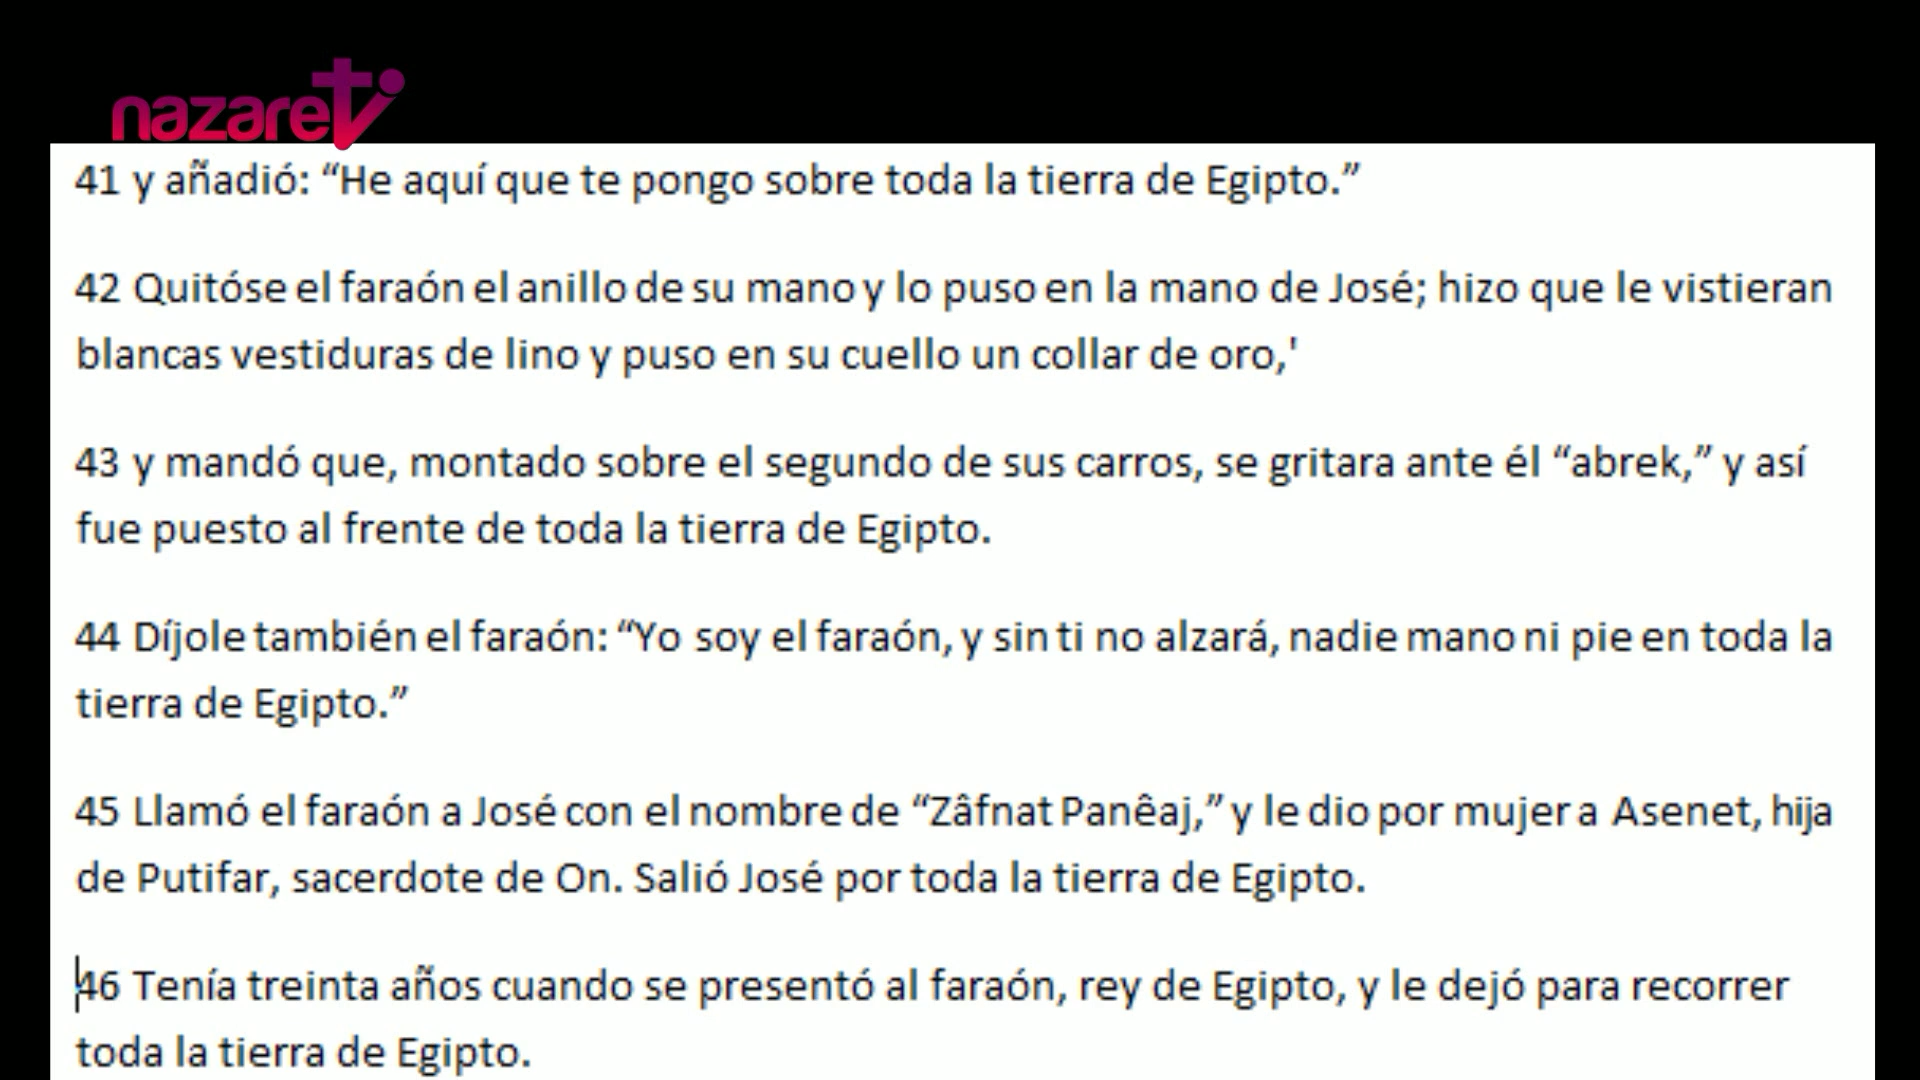 nazaretv
41 y añadió: “He aquí que te pongo sobre toda la tierra de Egipto.”
42 Quitóse el faraón el anillo de su mano y lo puso en la mano de José; hizo que le vistieran
blancas vestiduras de lino y puso en su cuello un collar de oro,'
43 y mandó que, montado sobre el segundo de sus carros, se gritara ante él “abrek,” y así
fue puesto al frente de toda la tierra de Egipto.
44 Díjole también el faraón: “Yo soy el faraón, y sin ti no alzará, nadie mano ni pie en toda la
tierra de Egipto.”
45 Llamó el faraón a José con el nombre de “Zâfnat Panêaj,” y le dio por mujer a Asenet, hija
de Putifar, sacerdote de On. Salió José por toda la tierra de Egipto.
46 Tenía treinta años cuando se presentó al faraón, rey de Egipto, y le dejó para recorrer
toda la tierra de Egipto.